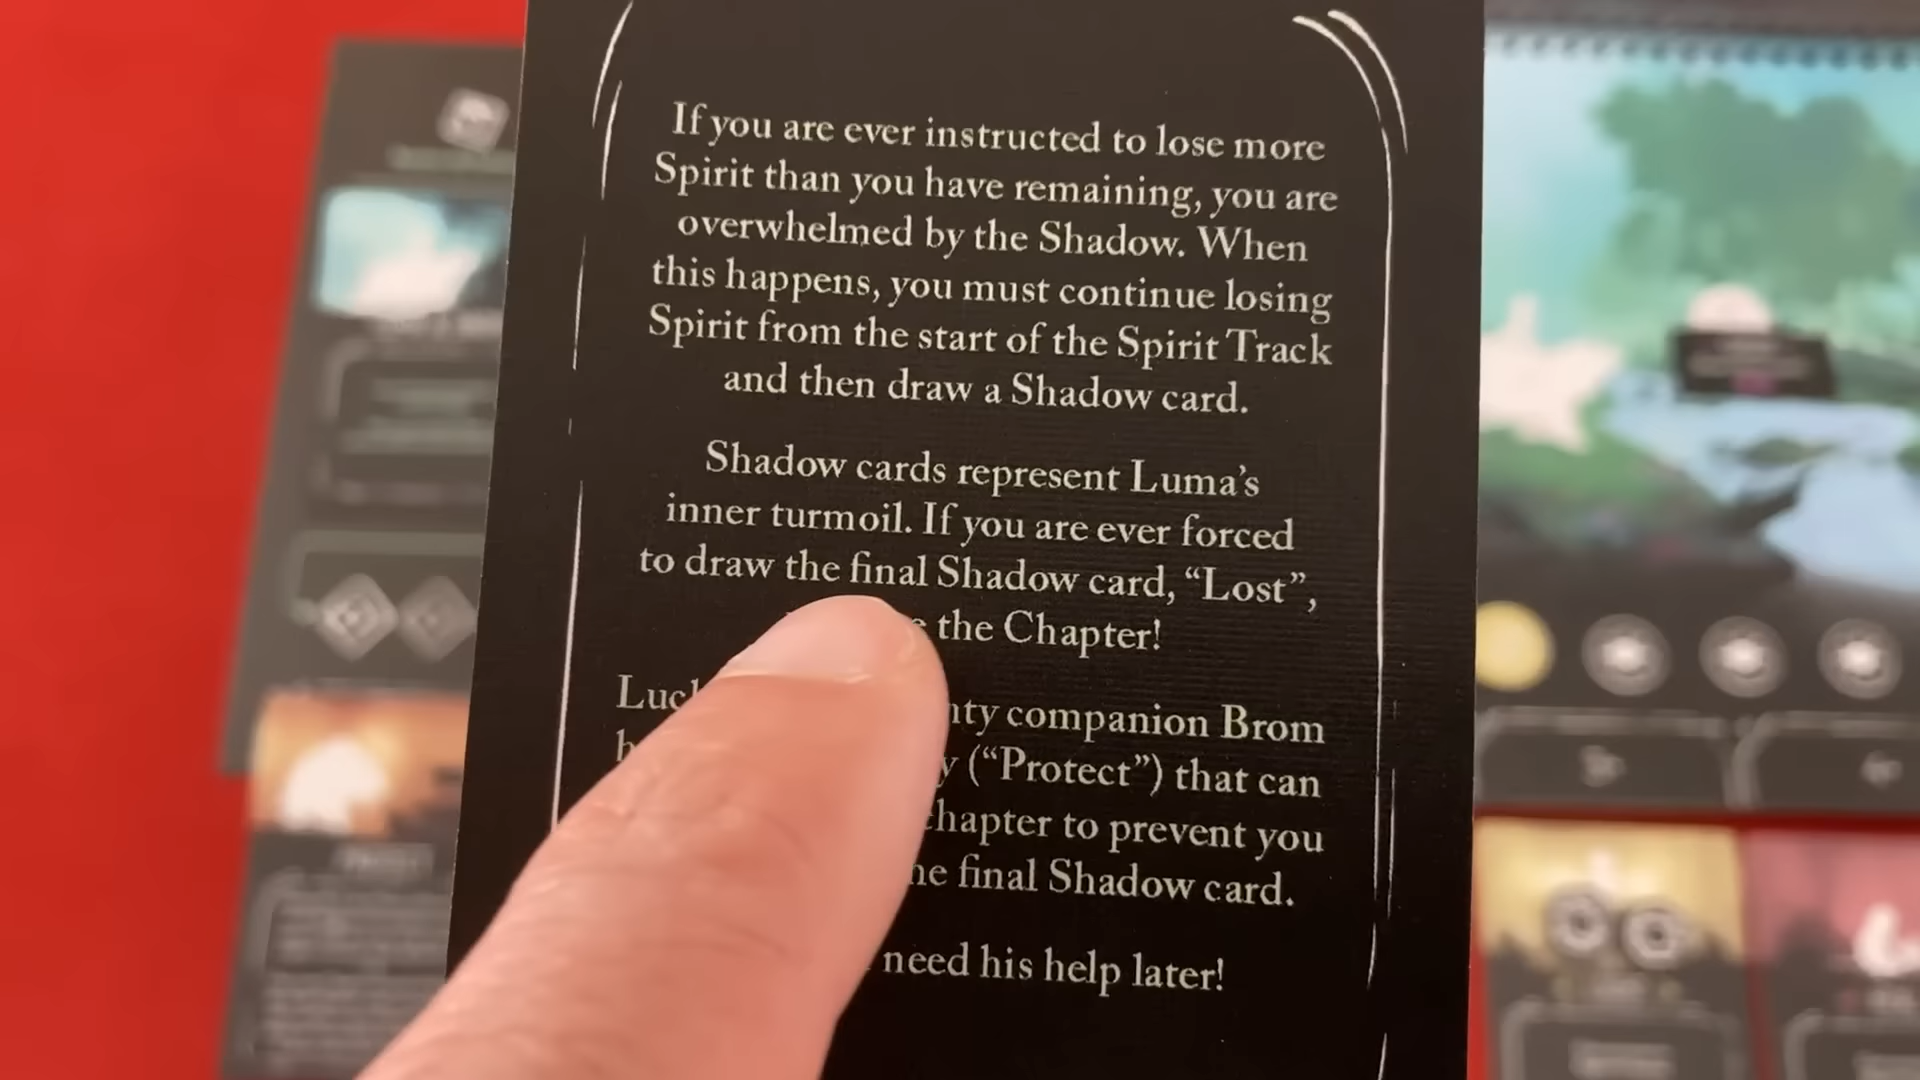 If you are ever instructed to lose more
Spirit than you have remaining, you are
overwhelmed by the Shadow. When
this happens, you must continue losing
Spirit from the start of the Spirit Track
and then draw a Shadow card.
Shadow cards represent Luma's
inner turmoil. If you are ever forced
to draw the final Shadow card, “Lost”,
the Chapter!
companion Brom
(“Protect”) that can
chapter to prevent you
final Shadow card.
need his help later!